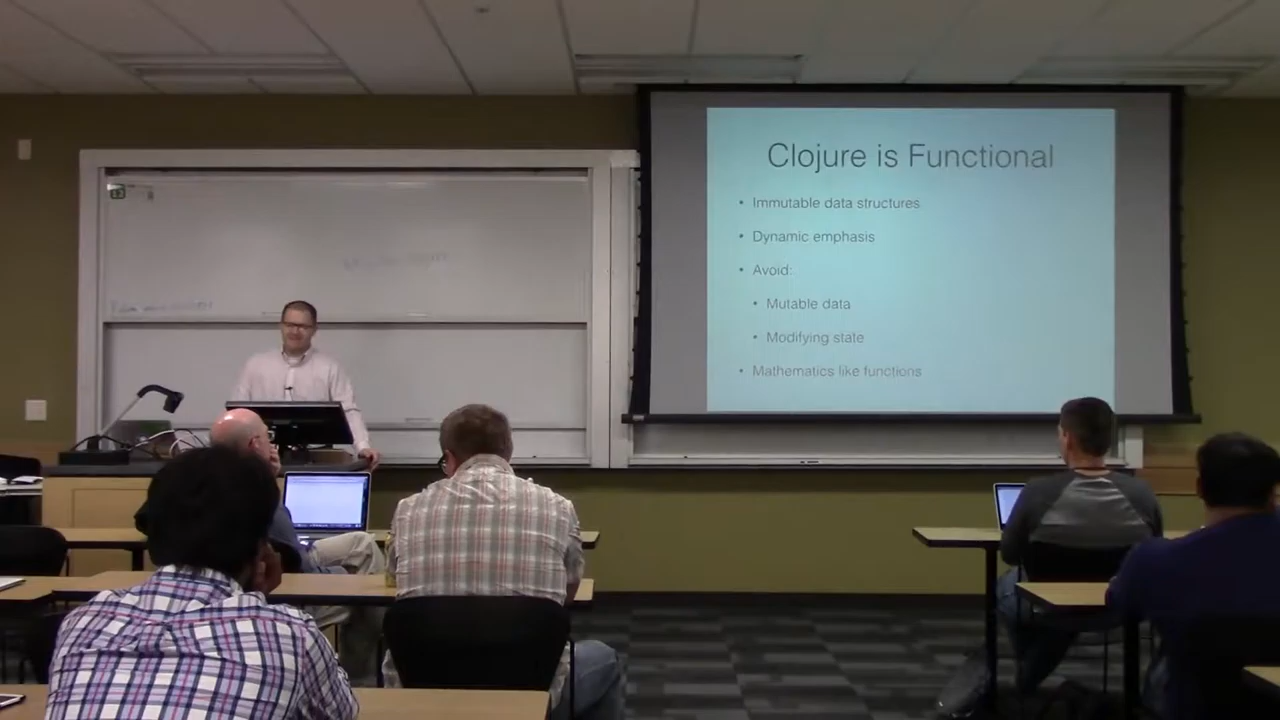 Clojure is Functional
• Immutable data structures
• Dynamic emphasis
• Avoid:
• Mutable data
• Modifying state
• Mathematics like functions